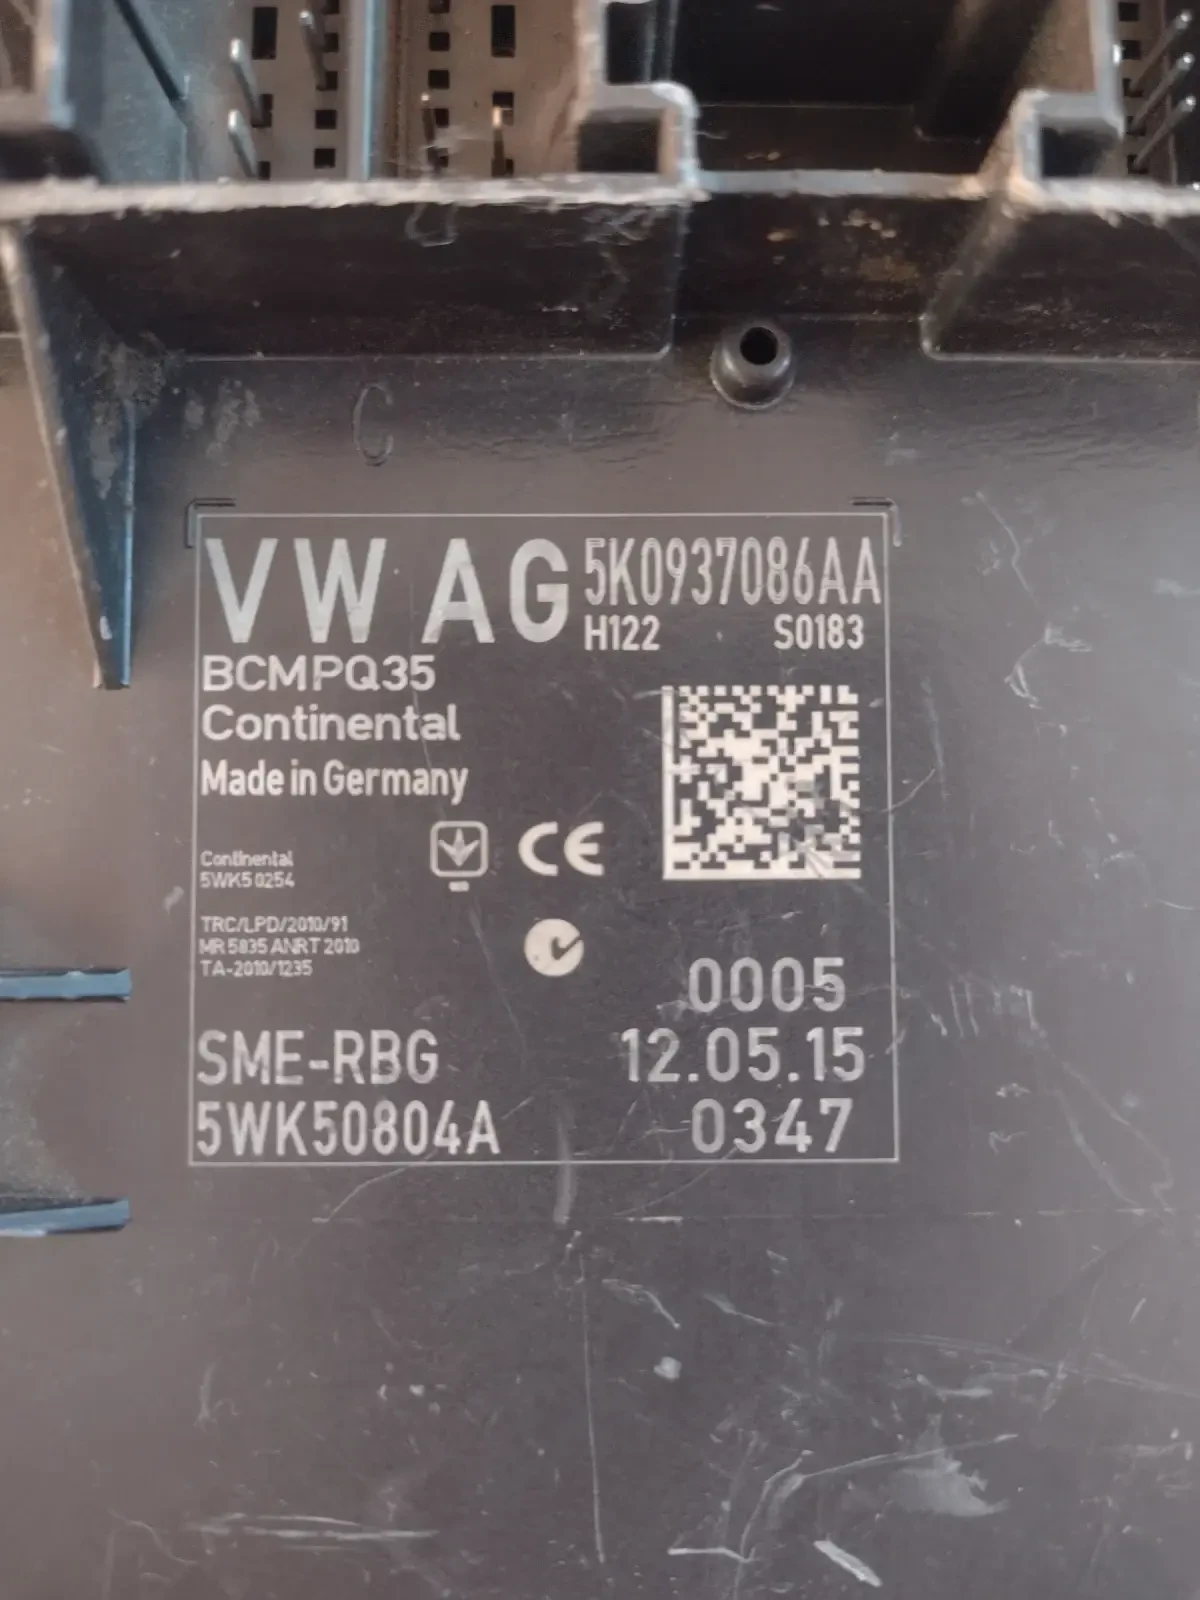 C
VW AG 5K0937086AA
H122 S0183
BCMPQ35
Continental
Made in Germany
Continental
5WK5 0254
CE
TRC/LPD/2010/91
MR 5835 ANRT 2010
TA-2010/1235
0005
SME-RBG 12.05.15
5WK50804A 0347